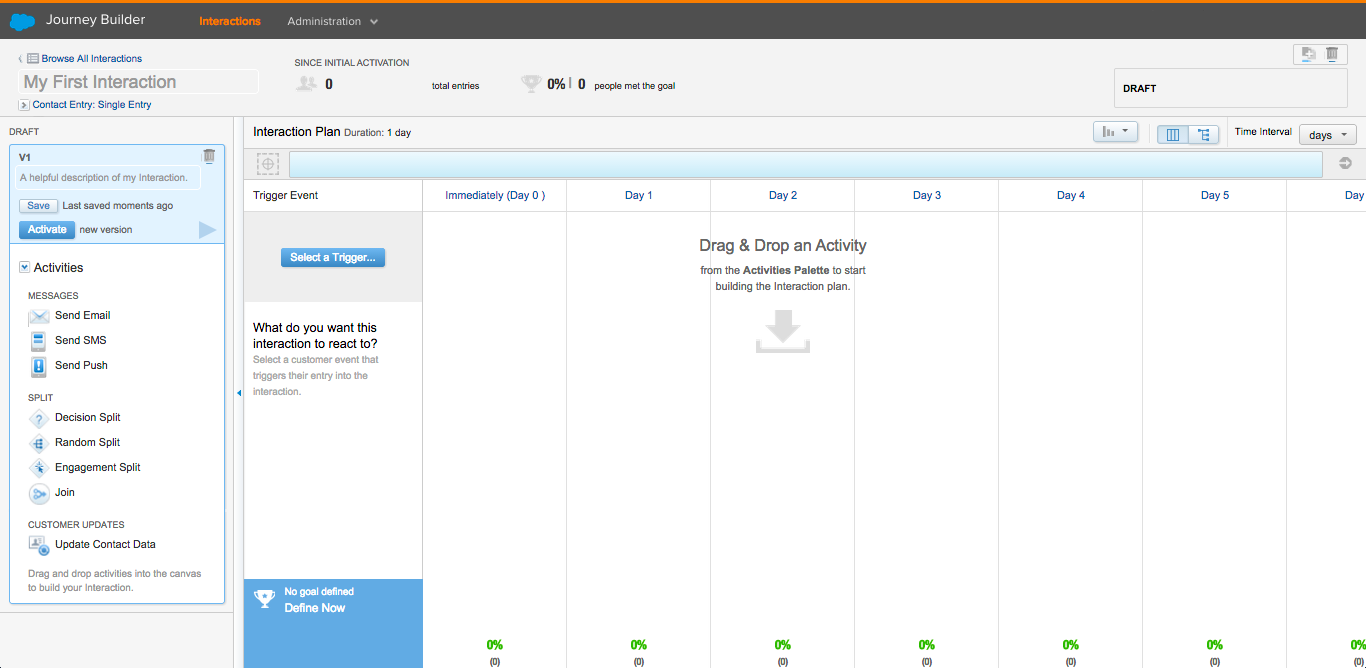 Journey Builder
Interactions
Administration
Browse All Interactions
My First Interaction
Contact Entry: Single Entry
SINCE INITIAL ACTIVATION
0
total entries
0% | 0 people met the goal
DRAFT
DRAFT
V1
A helpful description of my Interaction.
Save
Last saved moments ago
Activate
new version
Activities
MESSAGES
Send Email
Send SMS
Send Push
SPLIT
Decision Split
Random Split
Engagement Split
Join
CUSTOMER UPDATES
Update Contact Data
Drag and drop activities into the canvas
to build your Interaction.
Interaction Plan Duration: 1 day
Time Interval
days
Trigger Event
Immediately (Day 0 )
Day 1
Day 2
Day 3
Day 4
Day 5
Day
Select a Trigger...
What do you want this
interaction to react to?
Select a customer event that
triggers their entry into the
interaction.
Drag & Drop an Activity
from the Activities Palette to start
building the Interaction plan.
No goal defined
Define Now
0%
(0)
0%
(0)
0%
(0)
0%
(0)
0%
(0)
0%
(0)
0%
(0)